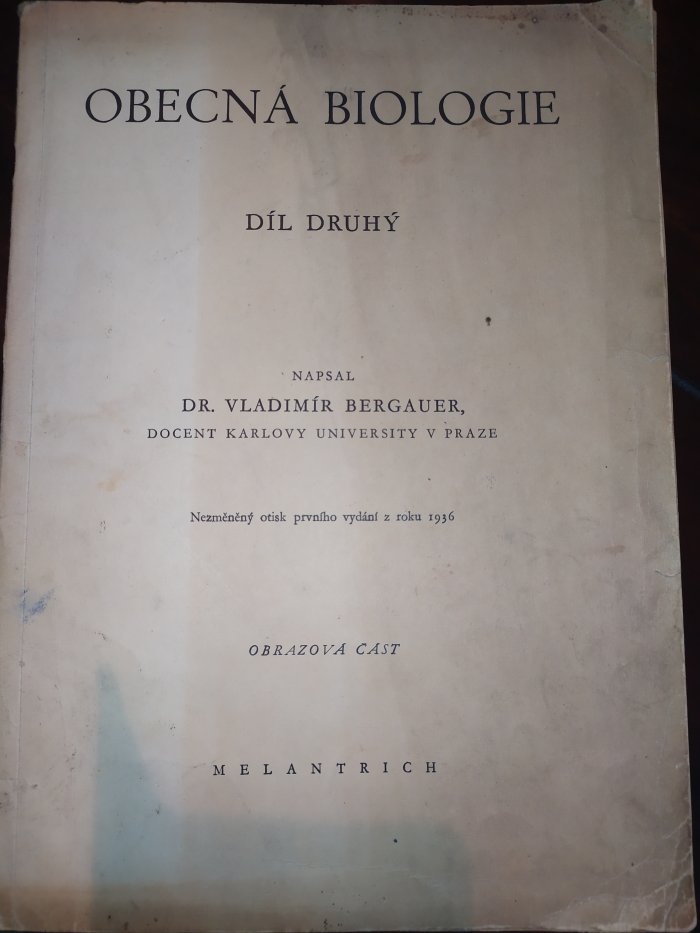 OBECNÁ BIOLOGIE
DÍL DRUHÝ
NAPSAL
DR. VLADIMÍR BERGAUER,
DOCENT KARLOVY UNIVERSITY V PRAZE
Nezměněný otisk prvního vydání z roku 1936
OBRAZOVÁ ČÁST
MELANTRICH